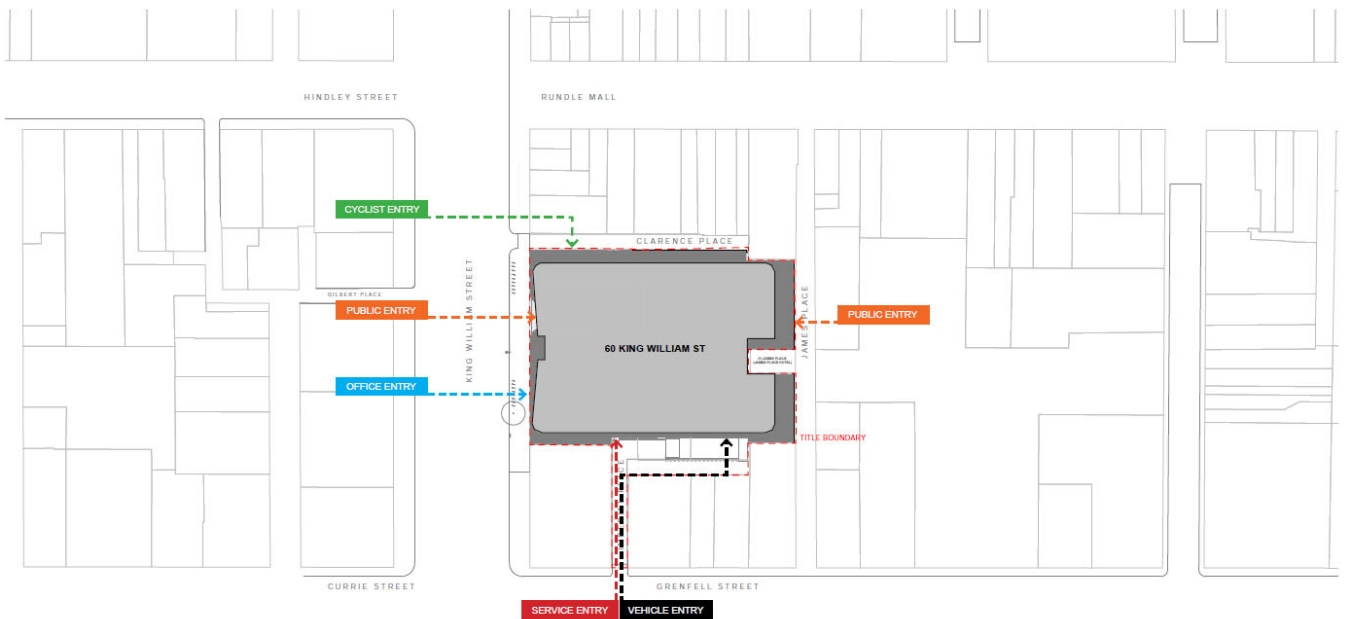 HINDLEY STREET
RUNDLE MALL
CYCLIST ENTRY
CLARENCE PLACE
KING WILLIAM STREET
GILBERT PLACE
PUBLIC ENTRY
JAMES PLACE
PUBLIC ENTRY
60 KING WILLIAM ST
OFFICE ENTRY
TITLE BOUNDARY
CURRIE STREET
GRENFELL STREET
SERVICE ENTRY
VEHICLE ENTRY